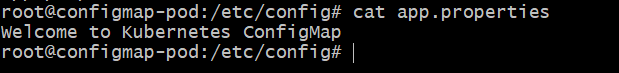 root@configmap-pod:/etc/config# cat app.properties
Welcome to Kubernetes ConfigMap
root@configmap-pod:/etc/config#